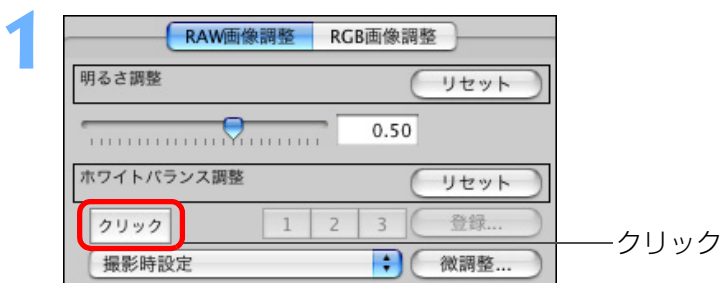 1
RAW画像調整 RGB画像調整
明るさ調整 リセット
0.50
ホワイトバランス調整 リセット
クリック 1 2 3 登録...
クリック
撮影時設定 微調整...